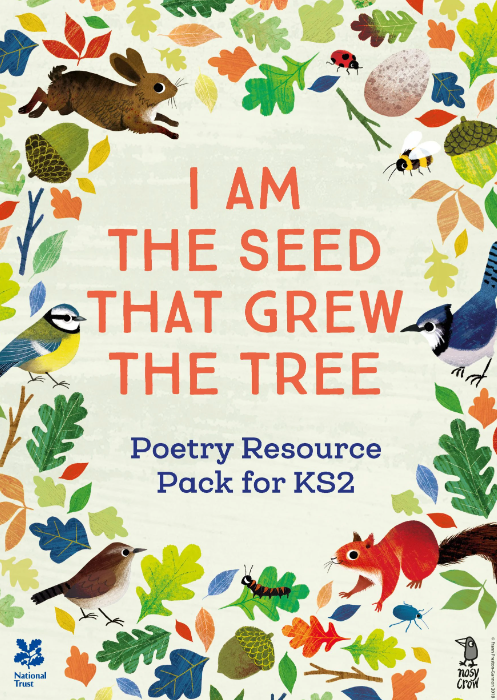 I AM
THE SEED
THAT GREW
THE TREE
Poetry Resource
Pack for KS2
National
Trust
nosy
crow